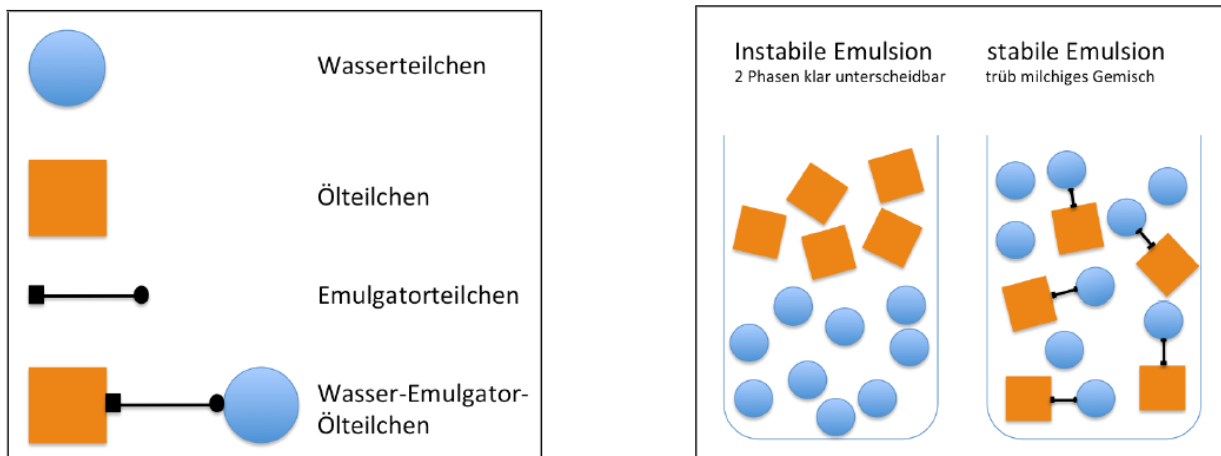 Wasserteilchen
Ölteilchen
Emulgatorteilchen
Wasser-Emulgator-
Ölteilchen
Instabile Emulsion
2 Phasen klar unterscheidbar
stabile Emulsion
trüb milchiges Gemisch